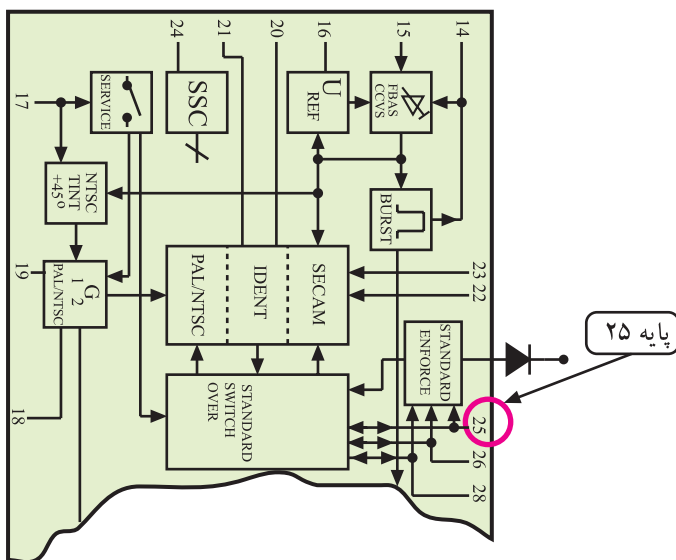 24
21
20
16
15
14
SSC
U
REF
FBAS
CCVS
SERVICE
17
NTSC
TINT
+45º
BURST
19
G
1 2
PAL/NTSC
PAL/NTSC
IDENT
SECAM
23
22
STANDARD
ENFORCE
پایه ۲۵
STANDARD
SWITCH
OVER
25
18
26
28